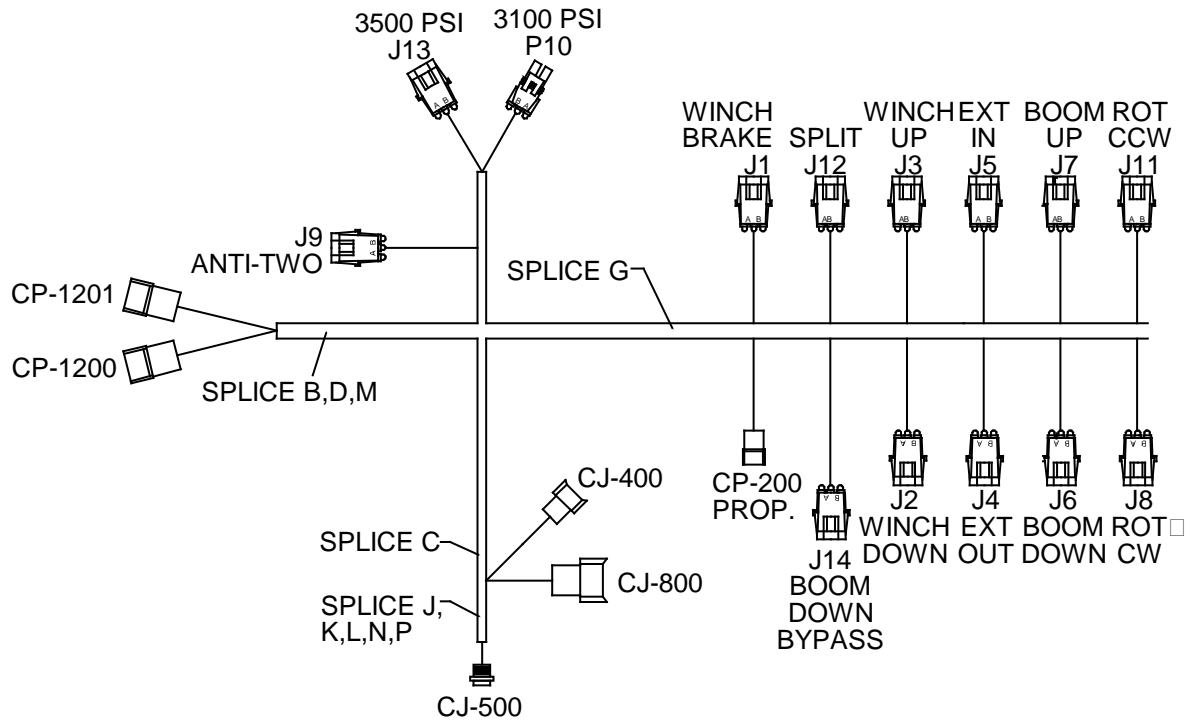 3500 PSI
J13
3100 PSI
P10
A B
B A
WINCH
BRAKE
J1
SPLIT
J12
WINCH
UP
J3
EXT
IN
J5
BOOM
UP
J7
ROT
CCW
J11
A B
AB
AB
A B
AB
A B
J9
ANTI-TWO
A B
SPLICE G
CP-1201
CP-1200
SPLICE B,D,M
CP-200
PROP.
A B
J14
BOOM
DOWN
BYPASS
A B
J2
WINCH
DOWN
A B
J4
EXT
OUT
A B
J6
BOOM
DOWN
A B
J8
ROT□
CW
CJ-400
SPLICE C
CJ-800
SPLICE J,
K,L,N,P
CJ-500